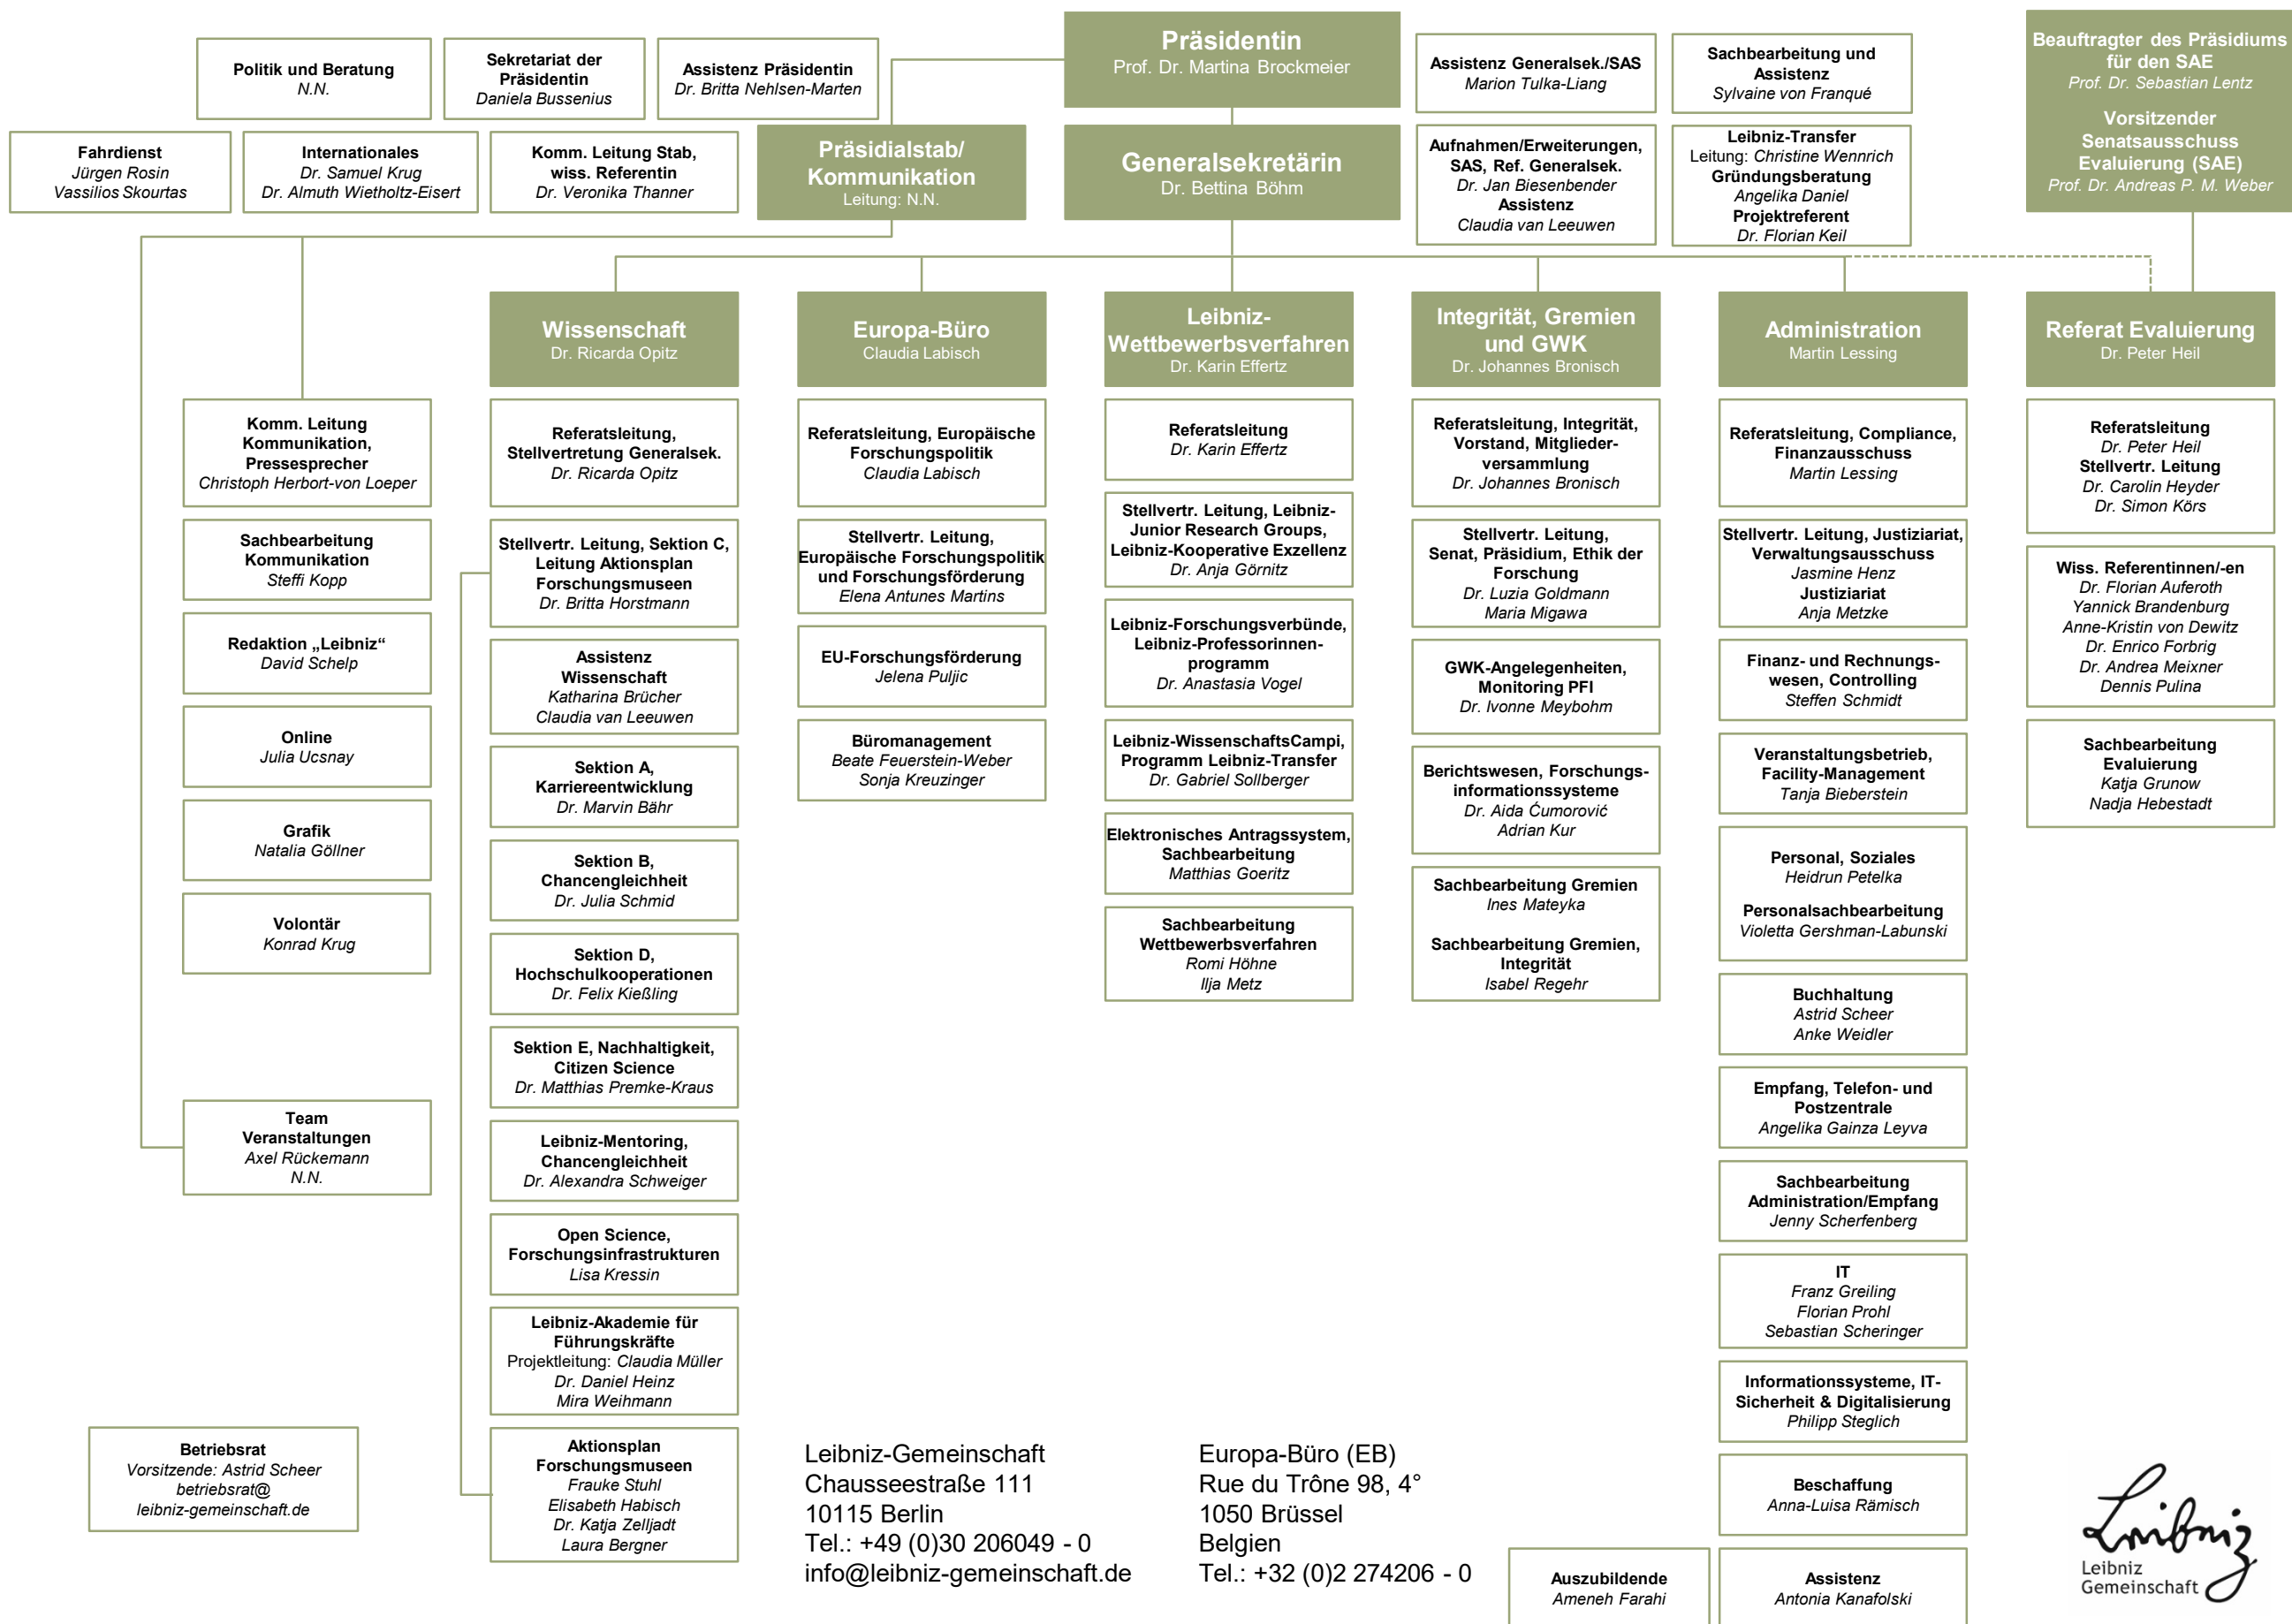 Präsidentin
Prof. Dr. Martina Brockmeier
Politik und Beratung
N.N.
Sekretariat der
Präsidentin
Daniela Bussenius
Assistenz Präsidentin
Dr. Britta Nehlsen-Marten
Assistenz Generalsek./SAS
Marion Tulka-Liang
Sachbearbeitung und
Assistenz
Sylvaine von Franqué
Beauftragter des Präsidiums
für den SAE
Prof. Dr. Sebastian Lentz
Vorsitzender
Senatsausschuss
Evaluierung (SAE)
Prof. Dr. Andreas P. M. Weber
Fahrdienst
Jürgen Rosin
Vassilios Skourtas
Internationales
Dr. Samuel Krug
Dr. Almuth Wietholtz-Eisert
Komm. Leitung Stab,
wiss. Referentin
Dr. Veronika Thanner
Präsidialstab/
Kommunikation
Leitung: N.N.
Generalsekretärin
Dr. Bettina Böhm
Aufnahmen/Erweiterungen,
SAS, Ref. Generalsek.
Dr. Jan Biesenbender
Assistenz
Claudia van Leeuwen
Leibniz-Transfer
Leitung: Christine Wennrich
Gründungsberatung
Angelika Daniel
Projektreferent
Dr. Florian Keil
Komm. Leitung
Kommunikation,
Pressesprecher
Christoph Herbort-von Loeper
Sachbearbeitung
Kommunikation
Steffi Kopp
Redaktion „Leibniz“
David Schelp
Online
Julia Ucsnay
Grafik
Natalia Göllner
Volontär
Konrad Krug
Team
Veranstaltungen
Axel Rückemann
N.N.
Betriebsrat
Vorsitzende: Astrid Scheer
betriebsrat@
leibniz-gemeinschaft.de
Wissenschaft
Dr. Ricarda Opitz
Referatsleitung,
Stellvertretung Generalsek.
Dr. Ricarda Opitz
Stellvertr. Leitung, Sektion C,
Leitung Aktionsplan
Forschungsmuseen
Dr. Britta Horstmann
Assistenz
Wissenschaft
Katharina Brücher
Claudia van Leeuwen
Sektion A,
Karriereentwicklung
Dr. Marvin Bähr
Sektion B,
Chancengleichheit
Dr. Julia Schmid
Sektion D,
Hochschulkooperationen
Dr. Felix Kießling
Sektion E, Nachhaltigkeit,
Citizen Science
Dr. Matthias Premke-Kraus
Leibniz-Mentoring,
Chancengleichheit
Dr. Alexandra Schweiger
Open Science,
Forschungsinfrastrukturen
Lisa Kressin
Leibniz-Akademie für
Führungskräfte
Projektleitung: Claudia Müller
Dr. Daniel Heinz
Mira Weihmann
Aktionsplan
Forschungsmuseen
Frauke Stuhl
Elisabeth Habisch
Dr. Katja Zelljadt
Laura Bergner
Europa-Büro
Claudia Labisch
Referatsleitung, Europäische
Forschungspolitik
Claudia Labisch
Stellvertr. Leitung,
Europäische Forschungspolitik
und Forschungsförderung
Elena Antunes Martins
EU-Forschungsförderung
Jelena Puljic
Büromanagement
Beate Feuerstein-Weber
Sonja Kreuzinger
Leibniz-
Wettbewerbsverfahren
Dr. Karin Effertz
Referatsleitung
Dr. Karin Effertz
Stellvertr. Leitung, Leibniz-
Junior Research Groups,
Leibniz-Kooperative Exzellenz
Dr. Anja Görnitz
Leibniz-Forschungsverbünde,
Leibniz-Professorinnen-
programm
Dr. Anastasia Vogel
Leibniz-WissenschaftsCampi,
Programm Leibniz-Transfer
Dr. Gabriel Sollberger
Elektronisches Antragssystem,
Sachbearbeitung
Matthias Goeritz
Sachbearbeitung
Wettbewerbsverfahren
Romi Höhne
Ilja Metz
Integrität, Gremien
und GWK
Dr. Johannes Bronisch
Referatsleitung, Integrität,
Vorstand, Mitglieder-
versammlung
Dr. Johannes Bronisch
Stellvertr. Leitung,
Senat, Präsidium, Ethik der
Forschung
Dr. Luzia Goldmann
Maria Migawa
GWK-Angelegenheiten,
Monitoring PFI
Dr. Ivonne Meybohm
Berichtswesen, Forschungs-
informationssysteme
Dr. Aida Ćumorović
Adrian Kur
Sachbearbeitung Gremien
Ines Mateyka
Sachbearbeitung Gremien,
Integrität
Isabel Regehr
Administration
Martin Lessing
Referatsleitung, Compliance,
Finanzausschuss
Martin Lessing
Stellvertr. Leitung, Justiziariat,
Verwaltungsausschuss
Jasmine Henz
Justiziariat
Anja Metzke
Finanz- und Rechnungs-
wesen, Controlling
Steffen Schmidt
Veranstaltungsbetrieb,
Facility-Management
Tanja Bieberstein
Personal, Soziales
Heidrun Petelka
Personalsachbearbeitung
Violetta Gershman-Labunski
Buchhaltung
Astrid Scheer
Anke Weidler
Empfang, Telefon- und
Postzentrale
Angelika Gainza Leyva
Sachbearbeitung
Administration/Empfang
Jenny Scherfenberg
IT
Franz Greiling
Florian Prohl
Sebastian Scheringer
Informationssysteme, IT-
Sicherheit & Digitalisierung
Philipp Steglich
Beschaffung
Anna-Luisa Rämisch
Auszubildende
Ameneh Farahi
Assistenz
Antonia Kanafolski
Referat Evaluierung
Dr. Peter Heil
Referatsleitung
Dr. Peter Heil
Stellvertr. Leitung
Dr. Carolin Heyder
Dr. Simon Körs
Wiss. Referentinnen/-en
Dr. Florian Auferoth
Yannick Brandenburg
Anne-Kristin von Dewitz
Dr. Enrico Forbrig
Dr. Andrea Meixner
Dennis Pulina
Sachbearbeitung
Evaluierung
Katja Grunow
Nadja Hebestadt
Leibniz-Gemeinschaft
Chausseestraße 111
10115 Berlin
Tel.: +49 (0)30 206049 - 0
info@leibniz-gemeinschaft.de
Europa-Büro (EB)
Rue du Trône 98, 4°
1050 Brüssel
Belgien
Tel.: +32 (0)2 274206 - 0
Leibniz
Leibniz
Gemeinschaft